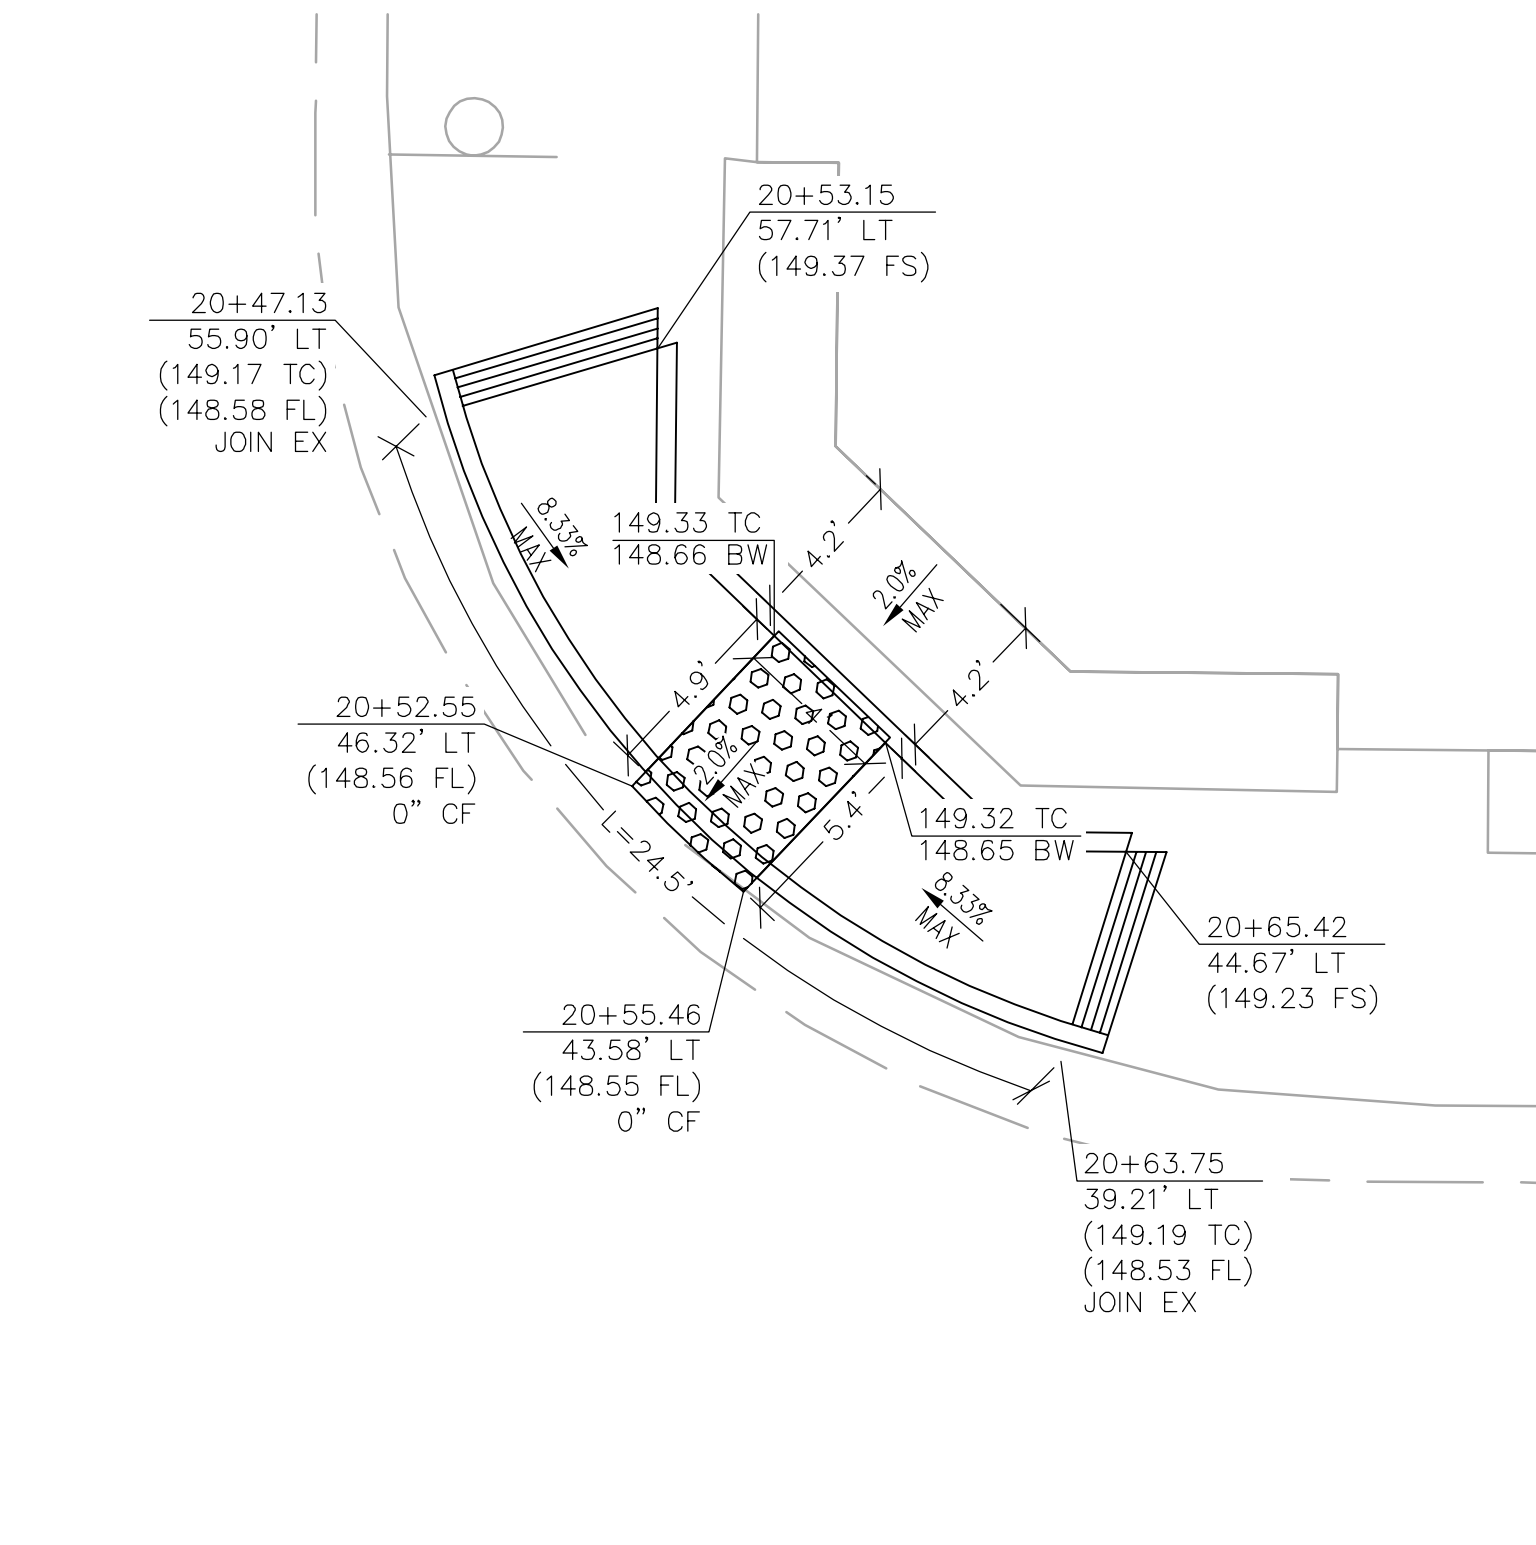 20+53.15
57.71' LT
(149.37 FS)
20+47.13
55.90' LT
(149.17 TC)
(148.58 FL)
JOIN EX
8.33%
MAX
149.33 TC
148.66 BW
4.2'
2.0%
MAX
4.2'
4.9'
4
20+52.55
46.32' LT
(148.56 FL)
0" CF
2.0%
MAX
5.4'
L=24.5'
149.32 TC
148.65 BW
8.33%
MAX
20+65.42
44.67' LT
(149.23 FS)
20+55.46
43.58' LT
(148.55 FL)
0" CF
20+63.75
39.21' LT
(149.19 TC)
(148.53 FL)
JOIN EX